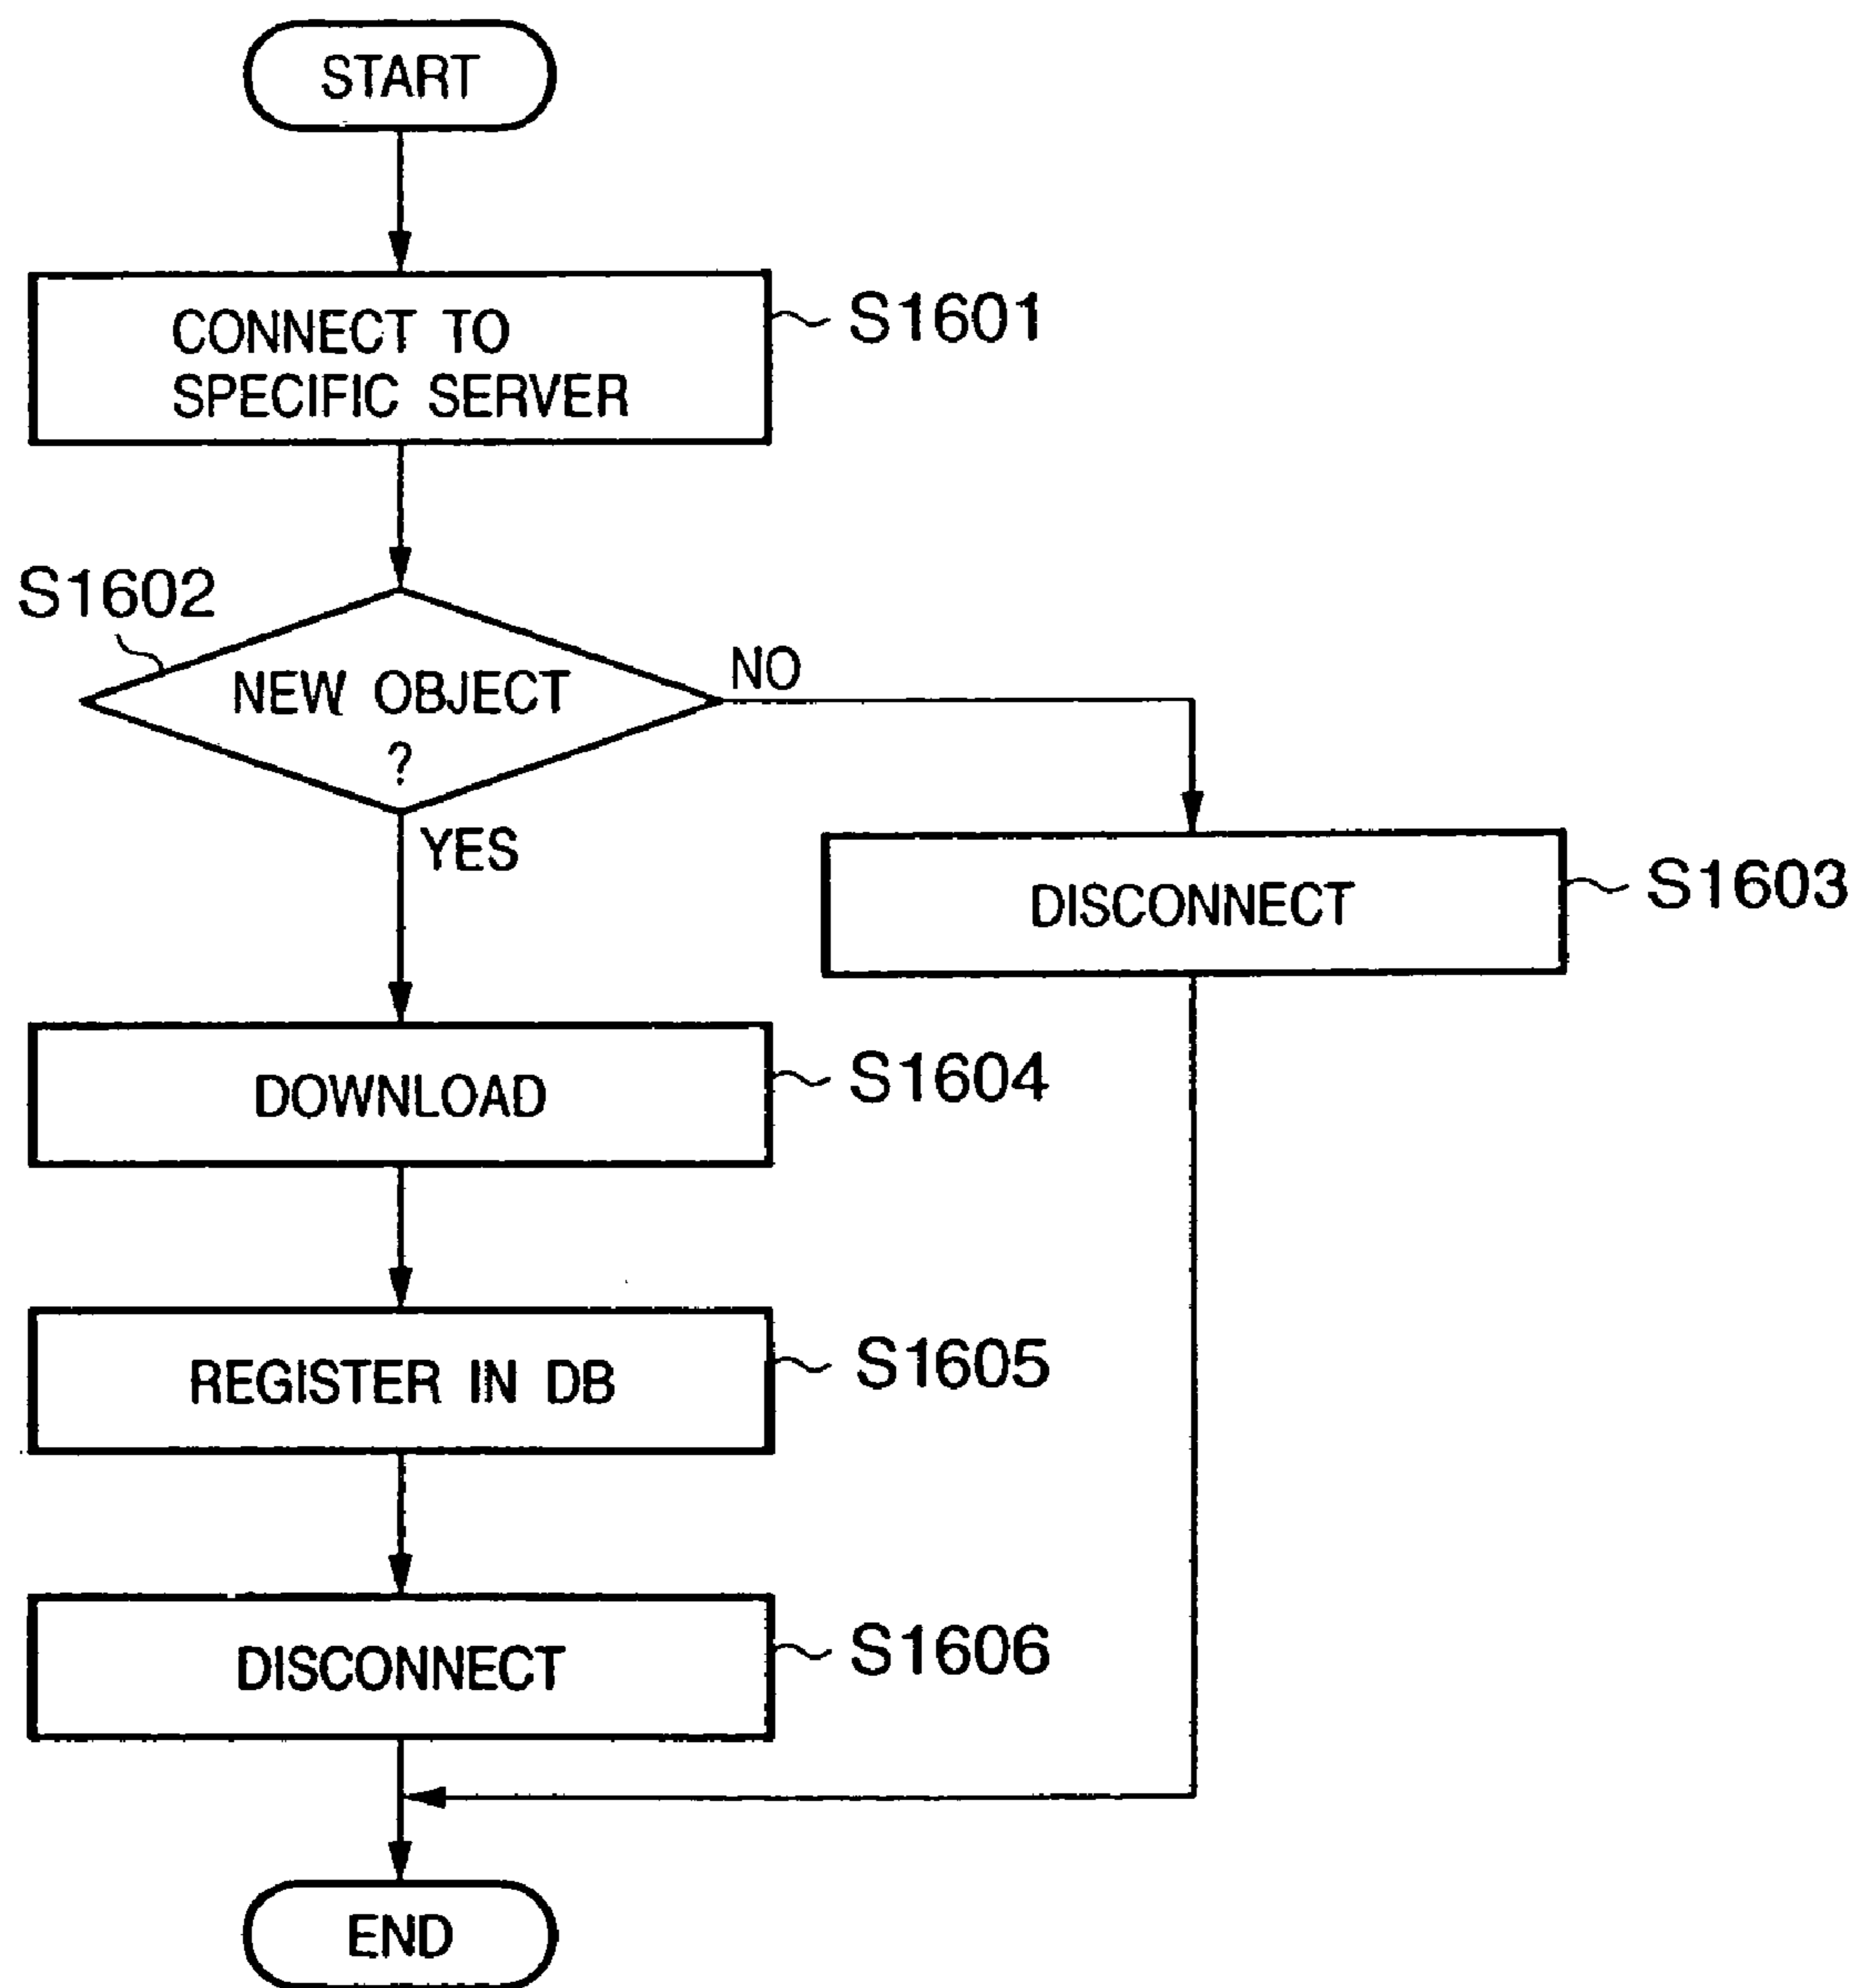 START
CONNECT TO
SPECIFIC SERVER
S1601
S1602
NEW OBJECT
?
NO
YES
DISCONNECT
S1603
DOWNLOAD
S1604
REGISTER IN DB
S1605
DISCONNECT
S1606
END